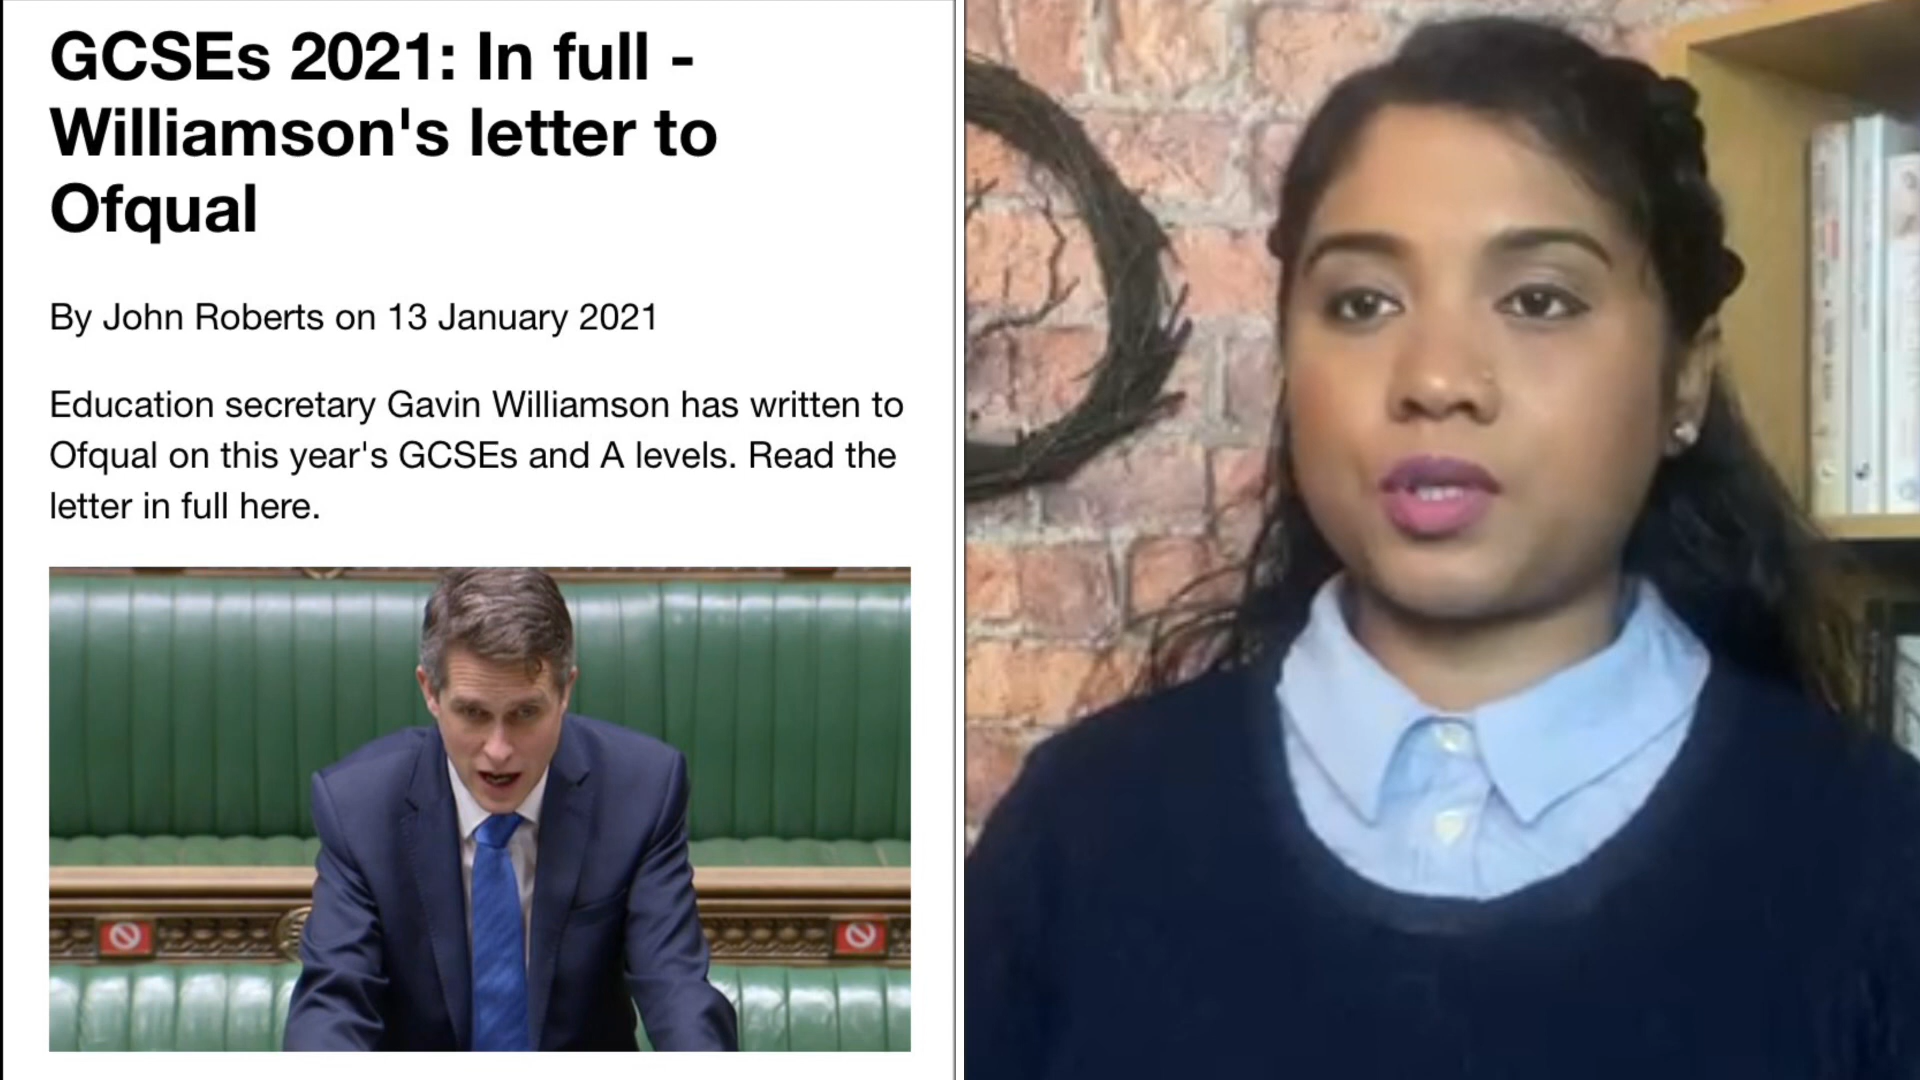 GCSEs 2021: In full -
Williamson's letter to
Ofqual
By John Roberts on 13 January 2021
Education secretary Gavin Williamson has written to
Ofqual on this year's GCSEs and A levels. Read the
letter in full here.